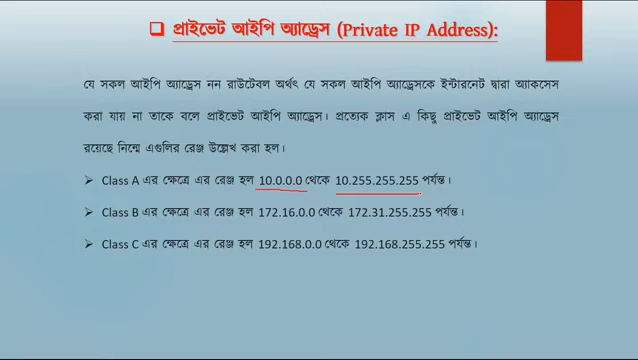 ❑ প্রাইভেট আইপি অ্যাড্রেস (Private IP Address):
যে সকল আইপি অ্যাড্রেস নন রাউটেবল অর্থৎ যে সকল আইপি অ্যাড্রেসকে ইন্টারনেট দ্বারা অ্যাকসেস
করা যায় না তাকে বলে প্রাইভেট আইপি অ্যাড্রেস। প্রত্যেক ক্লাস এ কিছু প্রাইভেট আইপি অ্যাড্রেস
রয়েছে নিম্মে এগুলির রেঞ্জ উল্লেখ করা হল।
➢ Class A এর ক্ষেত্রে এর রেঞ্জ হল 10.0.0.0 থেকে 10.255.255.255 পর্যন্ত।
➢ Class B এর ক্ষেত্রে এর রেঞ্জ হল 172.16.0.0 থেকে 172.31.255.255 পর্যন্ত।
➢ Class C এর ক্ষেত্রে এর রেঞ্জ হল 192.168.0.0 থেকে 192.168.255.255 পর্যন্ত।